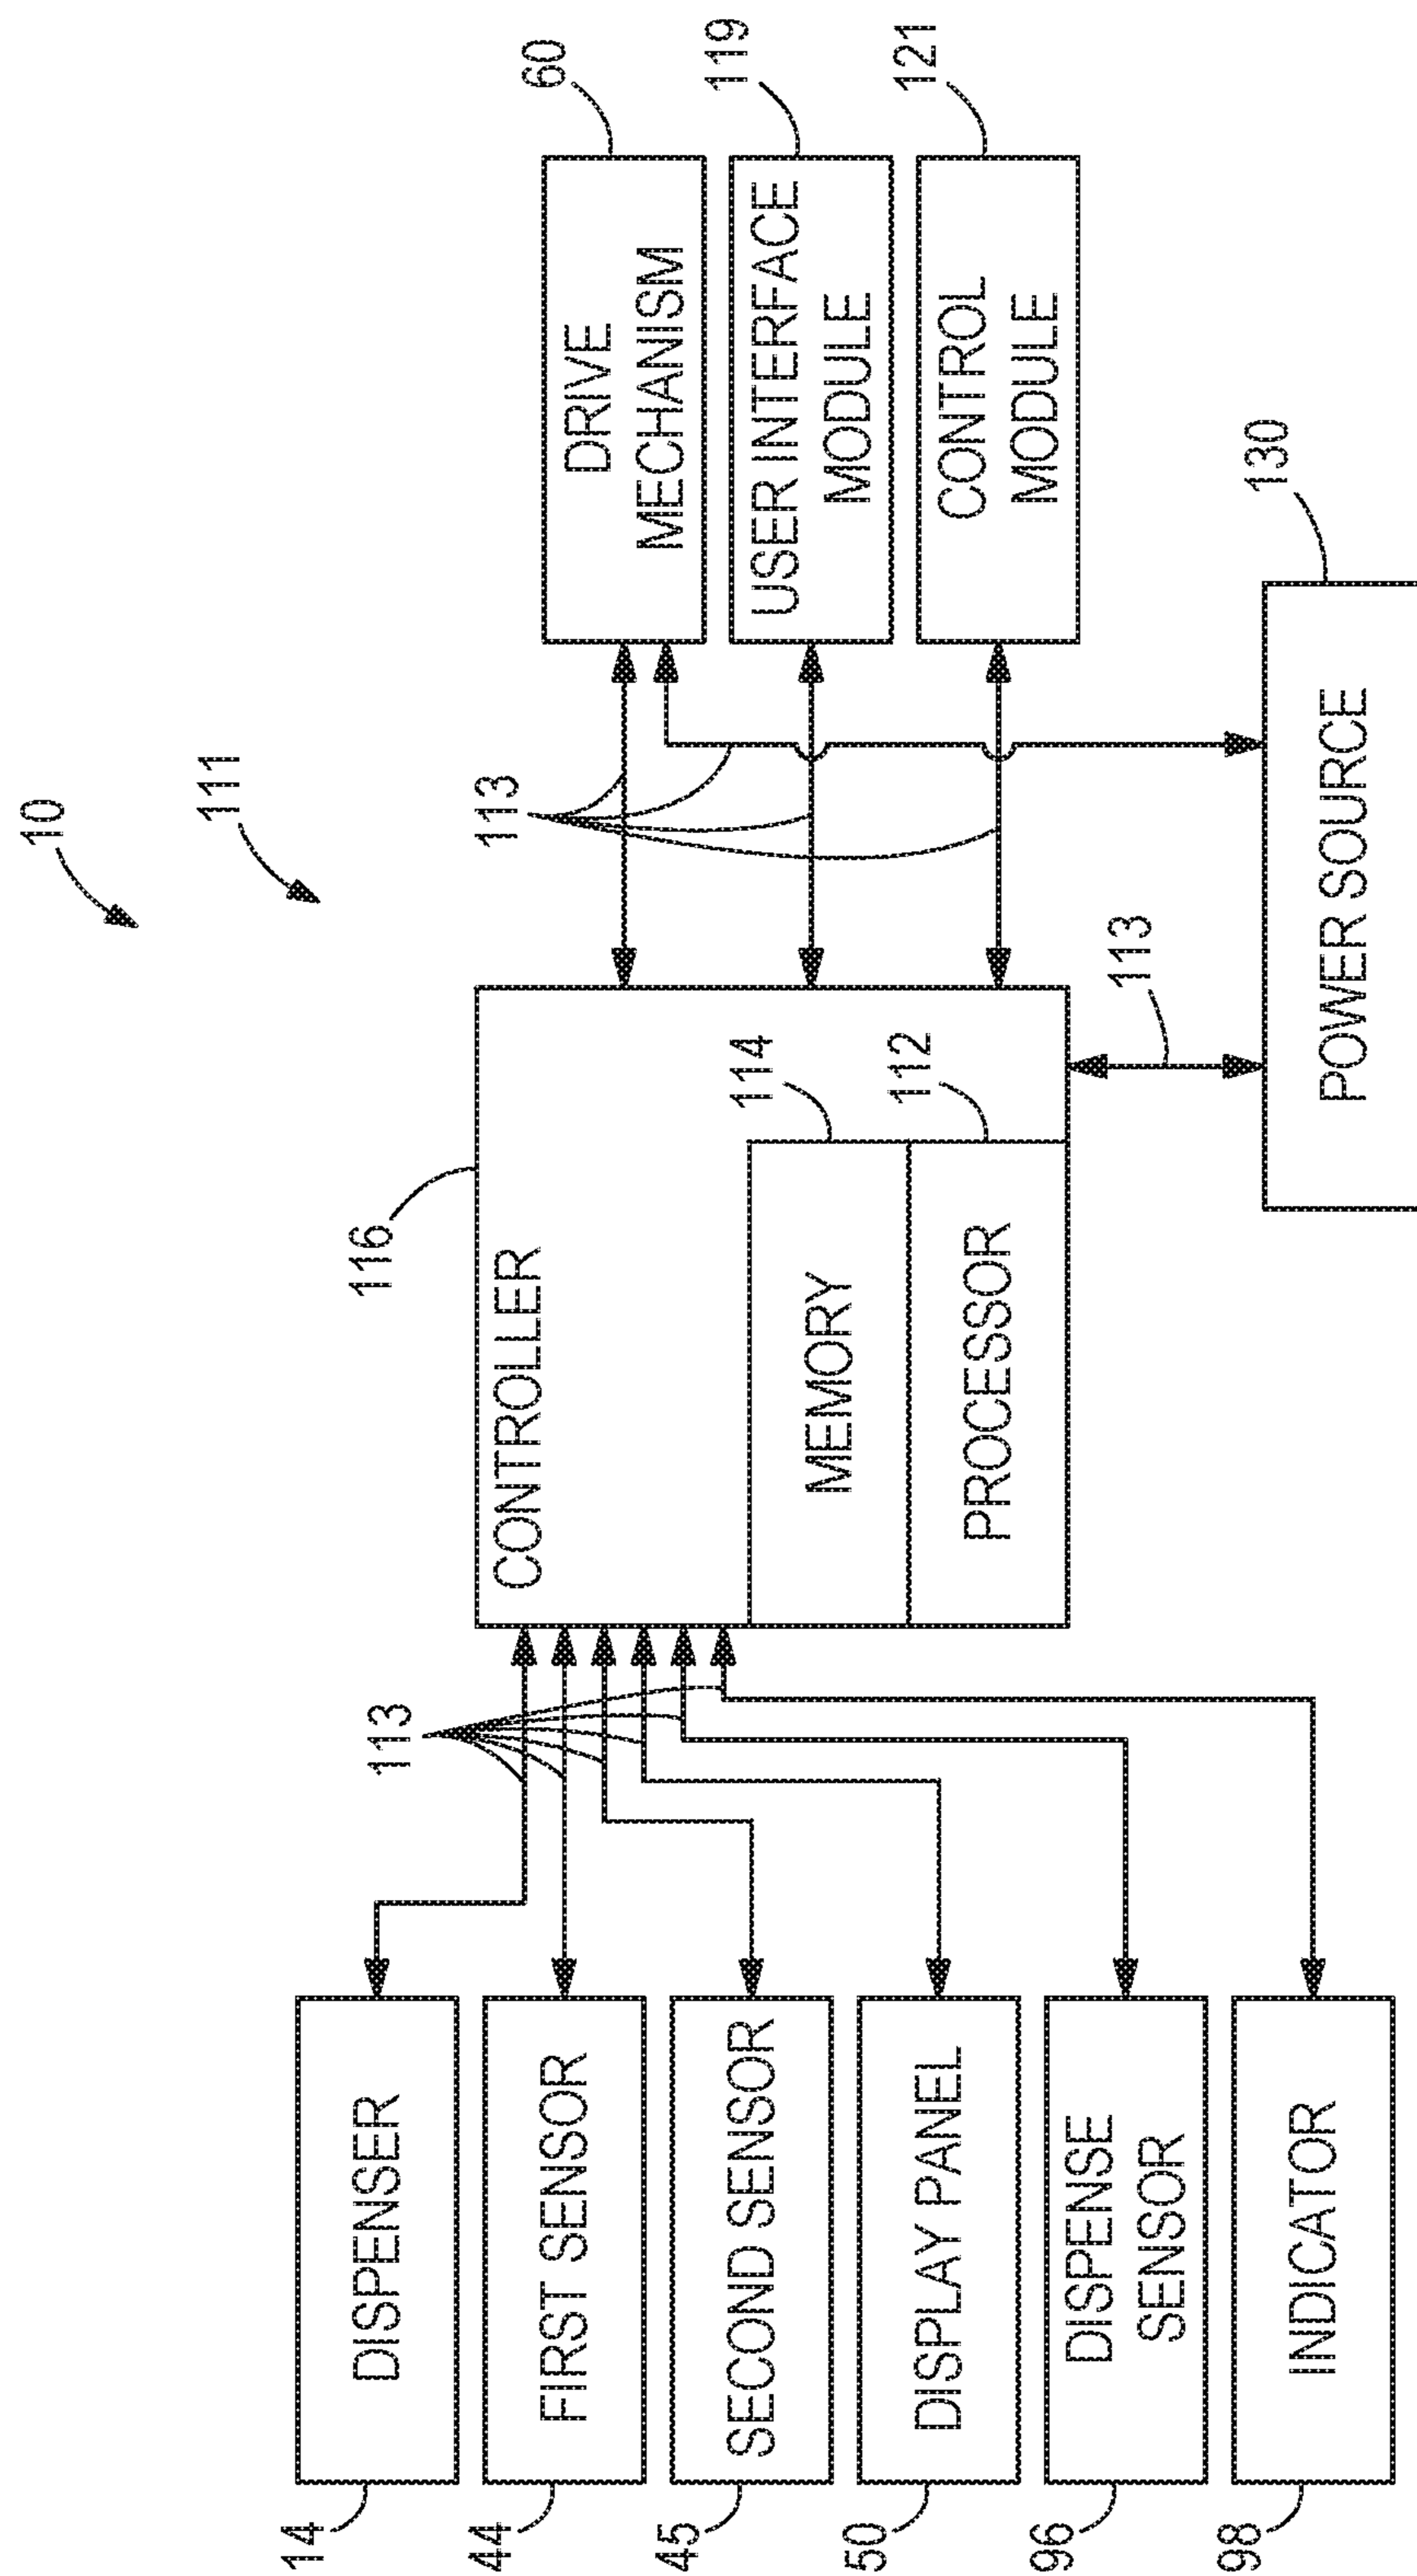 10
111
DISPENSER
14
FIRST SENSOR
44
SECOND SENSOR
45
DISPLAY PANEL
50
DISPENSE
SENSOR
96
INDICATOR
98
113
CONTROLLER
116
MEMORY
114
PROCESSOR
112
113
DRIVE
MECHANISM
60
USER INTERFACE
MODULE
119
CONTROL
MODULE
121
113
POWER SOURCE
130